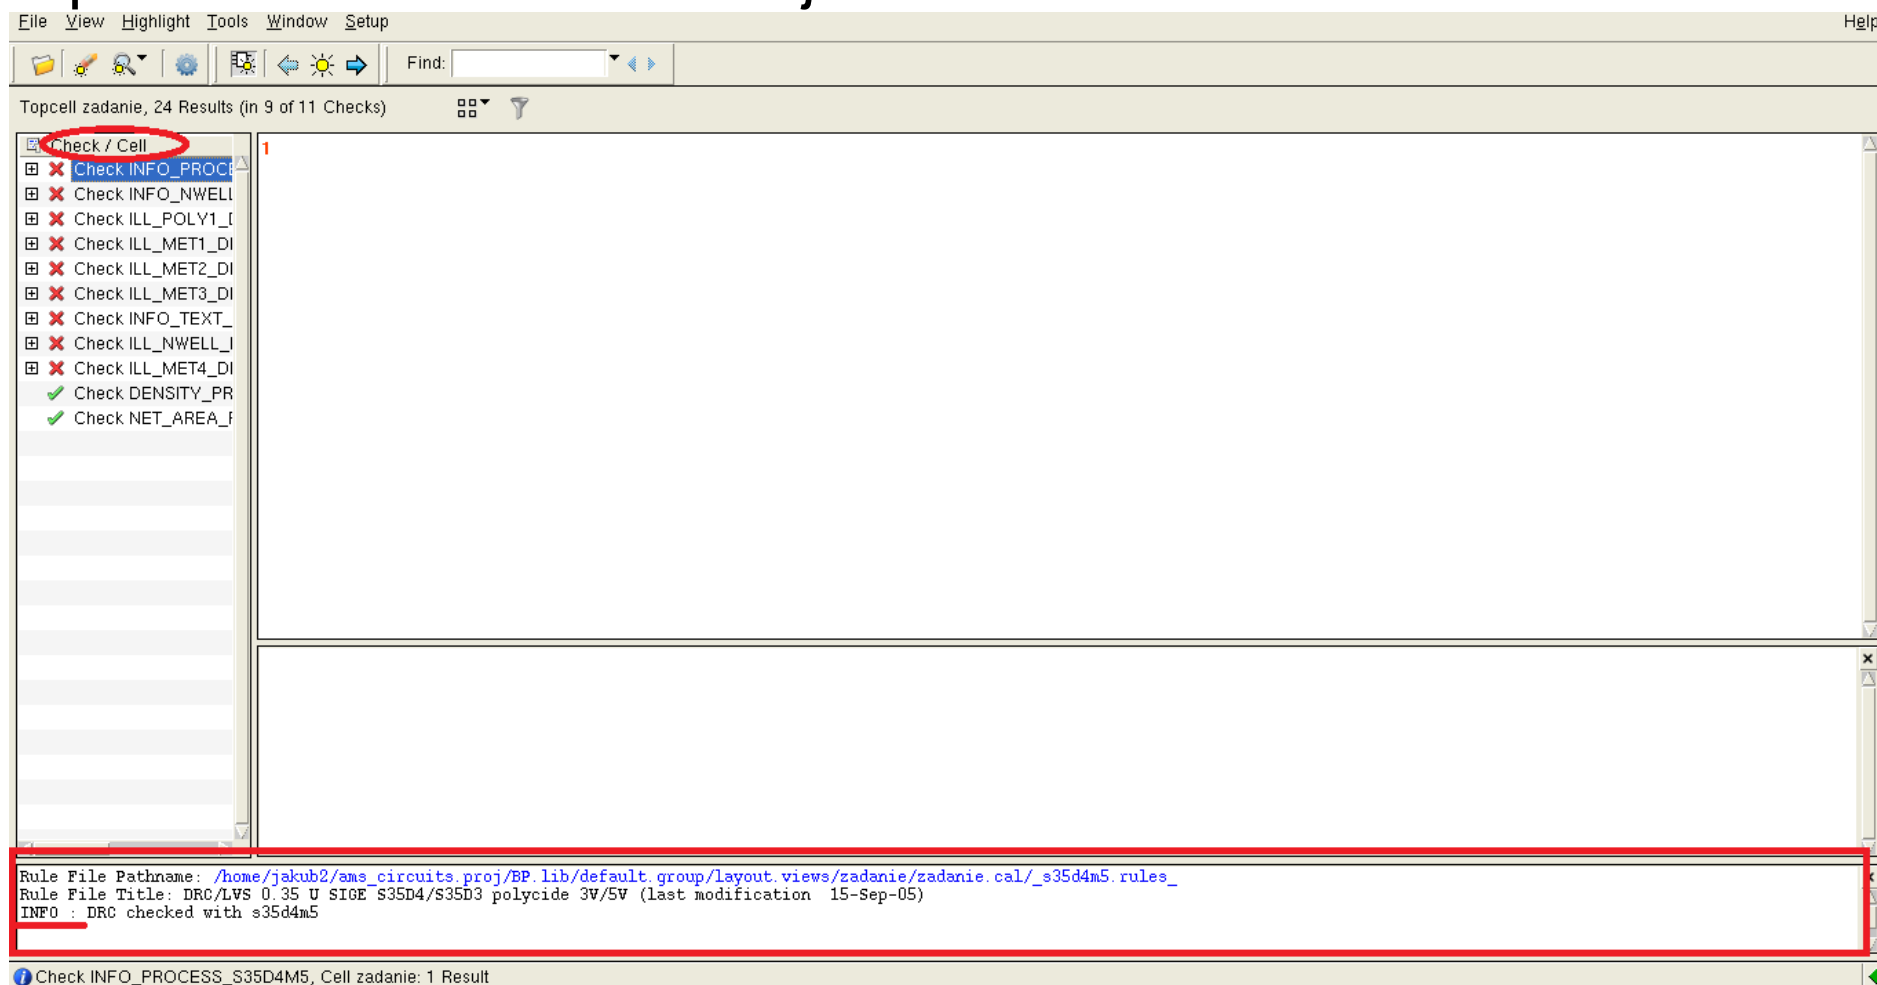 File View Highlight Tools Window Setup Help
Find:
Topcell zadanie, 24 Results (in 9 of 11 Checks)
Check / Cell
1
Check INFO_PROCE
Check INFO_NWELL
Check ILL_POLY1_D
Check ILL_MET1_DI
Check ILL_MET2_DI
Check ILL_MET3_DI
Check INFO_TEXT_
Check ILL_NWELL_
Check ILL_MET4_DI
Check DENSITY_PR
Check NET_AREA_
Rule File Pathname: /home/jakub2/ams_circuits.proj/BP.lib/default.group/layout.views/zadanie/zadanie.cal/_s35d4m5.rules_
Rule File Title: DRC/LVS 0.35 U SIGE S35D4/S35D3 polycide 3V/5V (last modification 15-Sep-05)
INFO : DRC checked with s35d4m5
Check INFO_PROCESS_S35D4M5, Cell zadanie: 1 Result